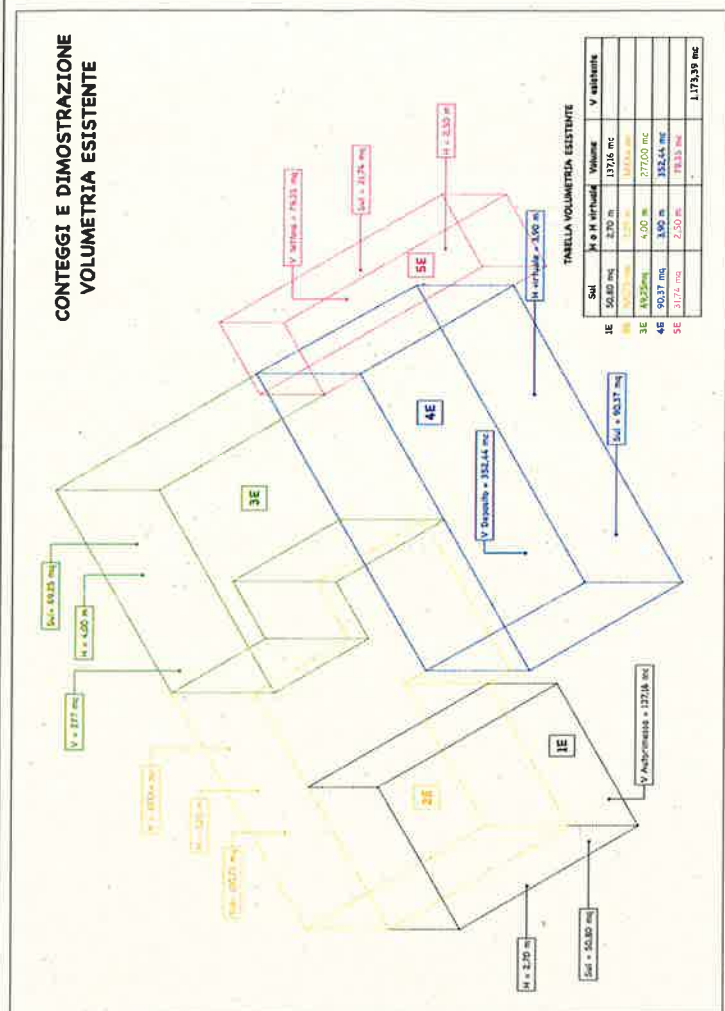 CONTEGGI E DIMOSTRAZIONE
VOLUMETRIA ESISTENTE
Sul = 69,25 mq
H = 4,00 m
V = 277 mc
3E
V Tettoia = 79,35 mc
Sul = 31,74 mq
H = 2,50 m
5E
4E
V Deposito = 352,44 mc
H virtuale = 3,90 m
Sul = 90,37 mq
2E
1E
V Autorimessa = 137,16 mc
H = 2,70 m
Sul = 50,80 mq
TABELLA VOLUMETRIA ESISTENTE
Sul H o H virtuale Volume V esistente
1E 50,80 mq 2,70 m 137,16 mc
3E 69,25mq 4,00 m 277,00 mc
4E 90,37 mq 3,90 m 352,44 mc
5E 31,74 mq 2,50 m 79,35 mc
1.173,39 mc